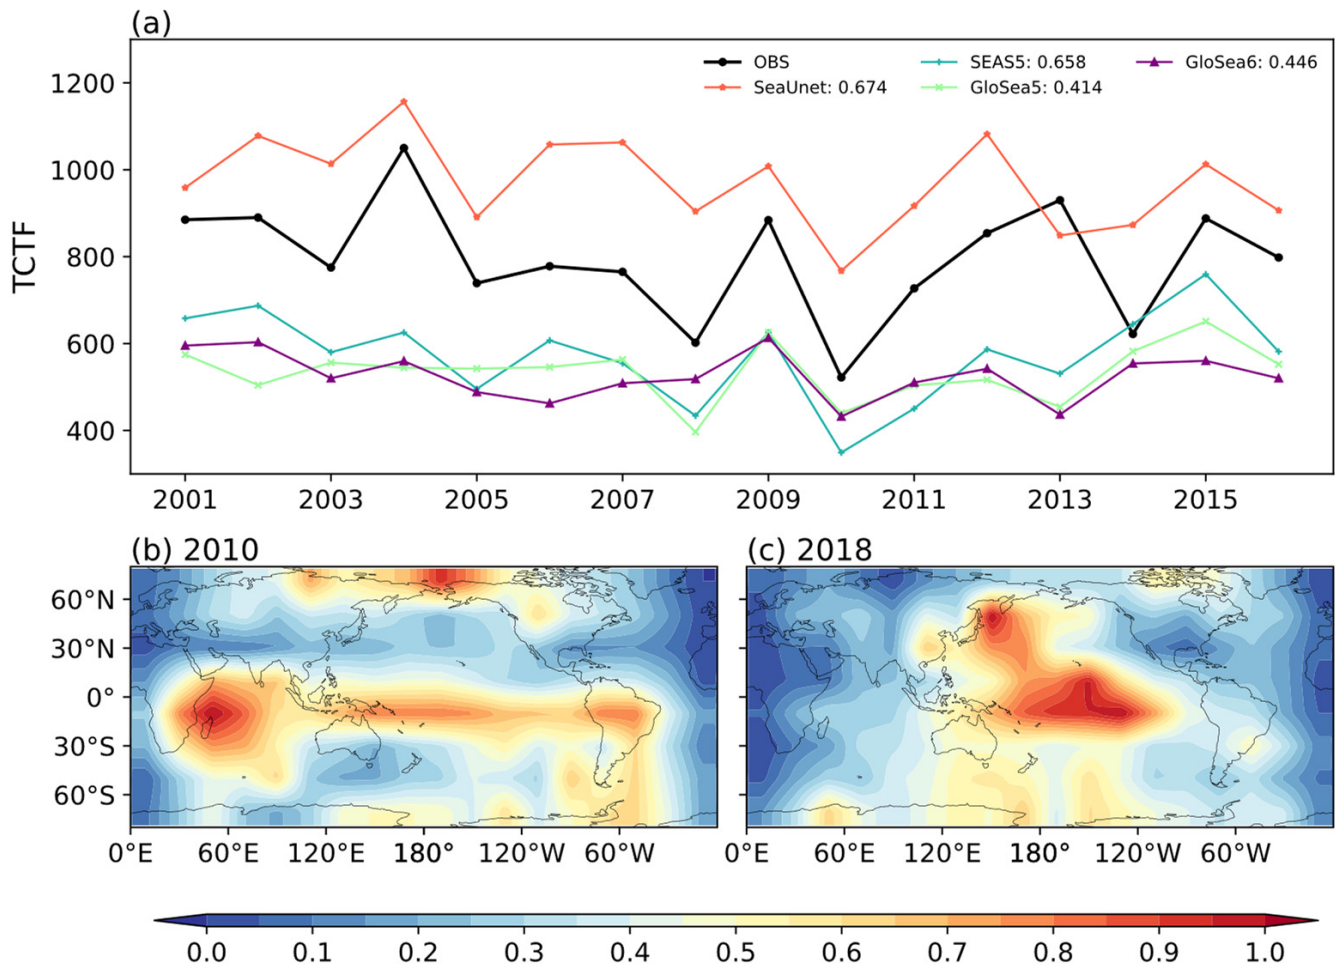 (a)
1200
1000
800
600
400
TCTF
OBS
SeaUnet: 0.674
SEAS5: 0.658
GloSea5: 0.414
GloSea6: 0.446
2001 2003 2005 2007 2009 2011 2013 2015
(b) 2010
60°N
30°N
0°
30°S
60°S
0°E 60°E 120°E 180° 120°W 60°W
(c) 2018
0°E 60°E 120°E 180° 120°W 60°W
0.0 0.1 0.2 0.3 0.4 0.5 0.6 0.7 0.8 0.9 1.0